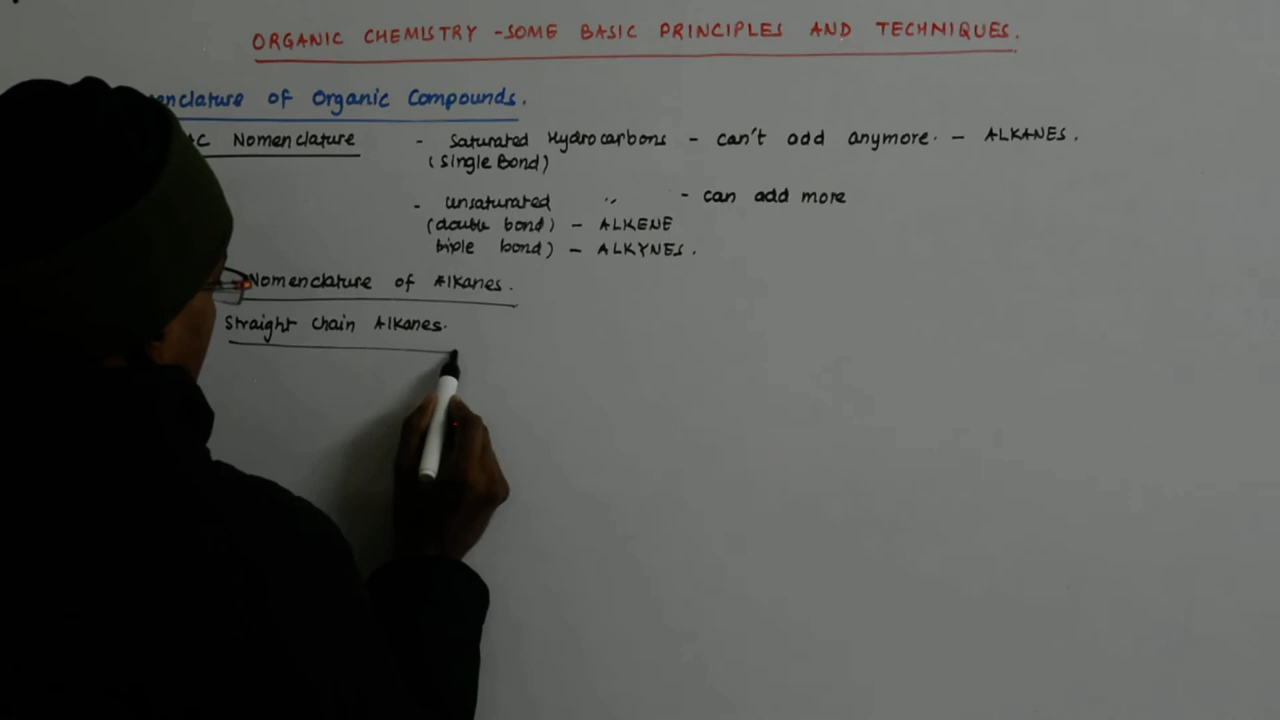 ORGANIC CHEMISTRY -SOME BASIC PRINCIPLES AND TECHNIQUES.
enclature of Organic Compounds.
C Nomenclature - Saturated Hydrocarbons - can't add anymore. - ALKANES.
(Single Bond)
- unsaturated " - can add more
(double bond) - ALKENE
triple bond) - ALKYNES.
Nomenclature of Alkanes.
Straight Chain Alkanes.